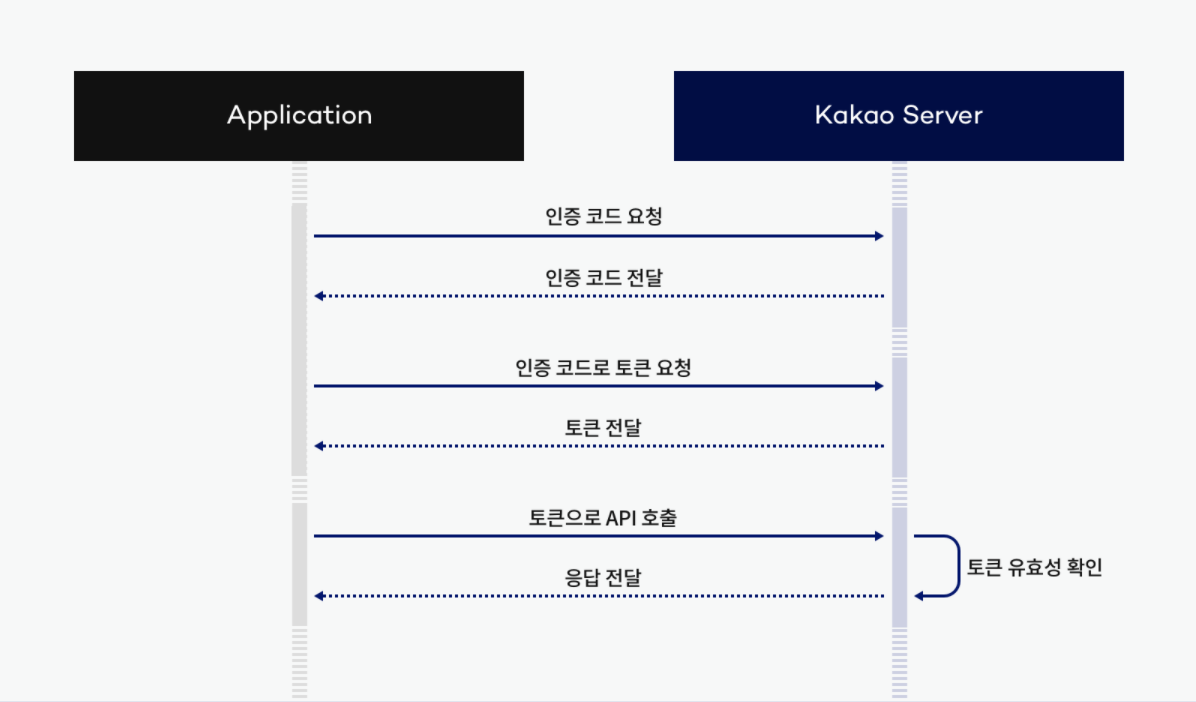 Application
Kakao Server
인증 코드 요청
인증 코드 전달
인증 코드로 토큰 요청
토큰 전달
토큰으로 API 호출
토큰 유효성 확인
응답 전달